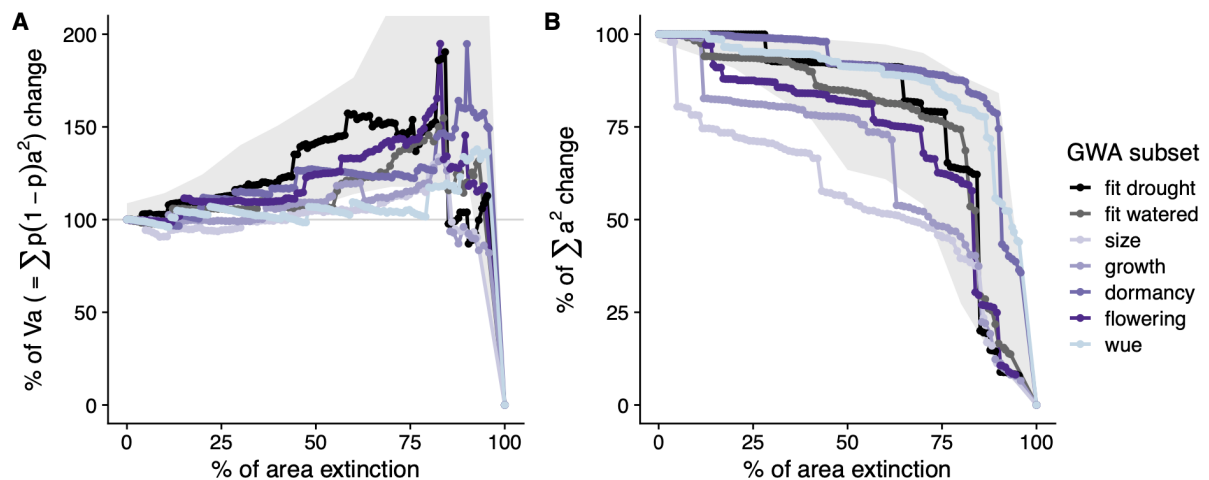 A
% of Va ( = ∑ p(1 − p)a²) change
200
150
100
50
0
0
25
50
75
100
% of area extinction
B
% of ∑ a² change
100
75
50
25
0
0
25
50
75
100
% of area extinction
GWA subset
fit drought
fit watered
size
growth
dormancy
flowering
wue